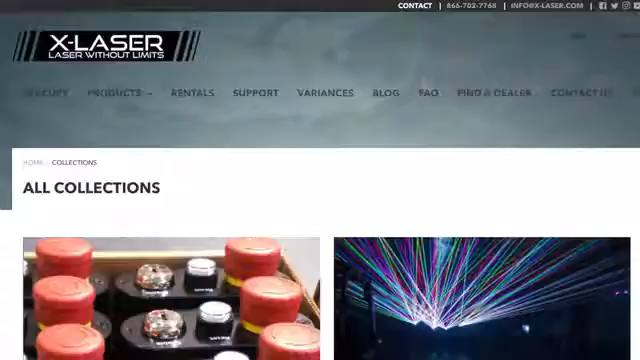 CONTACT | 866-702-7768 | INFO@X-LASER.COM |
X-LASER
LASER WITHOUT LIMITS
PRODUCTS RENTALS SUPPORT VARIANCES BLOG FAQ FIND A DEALER CONTACT US
HOME / COLLECTIONS
ALL COLLECTIONS